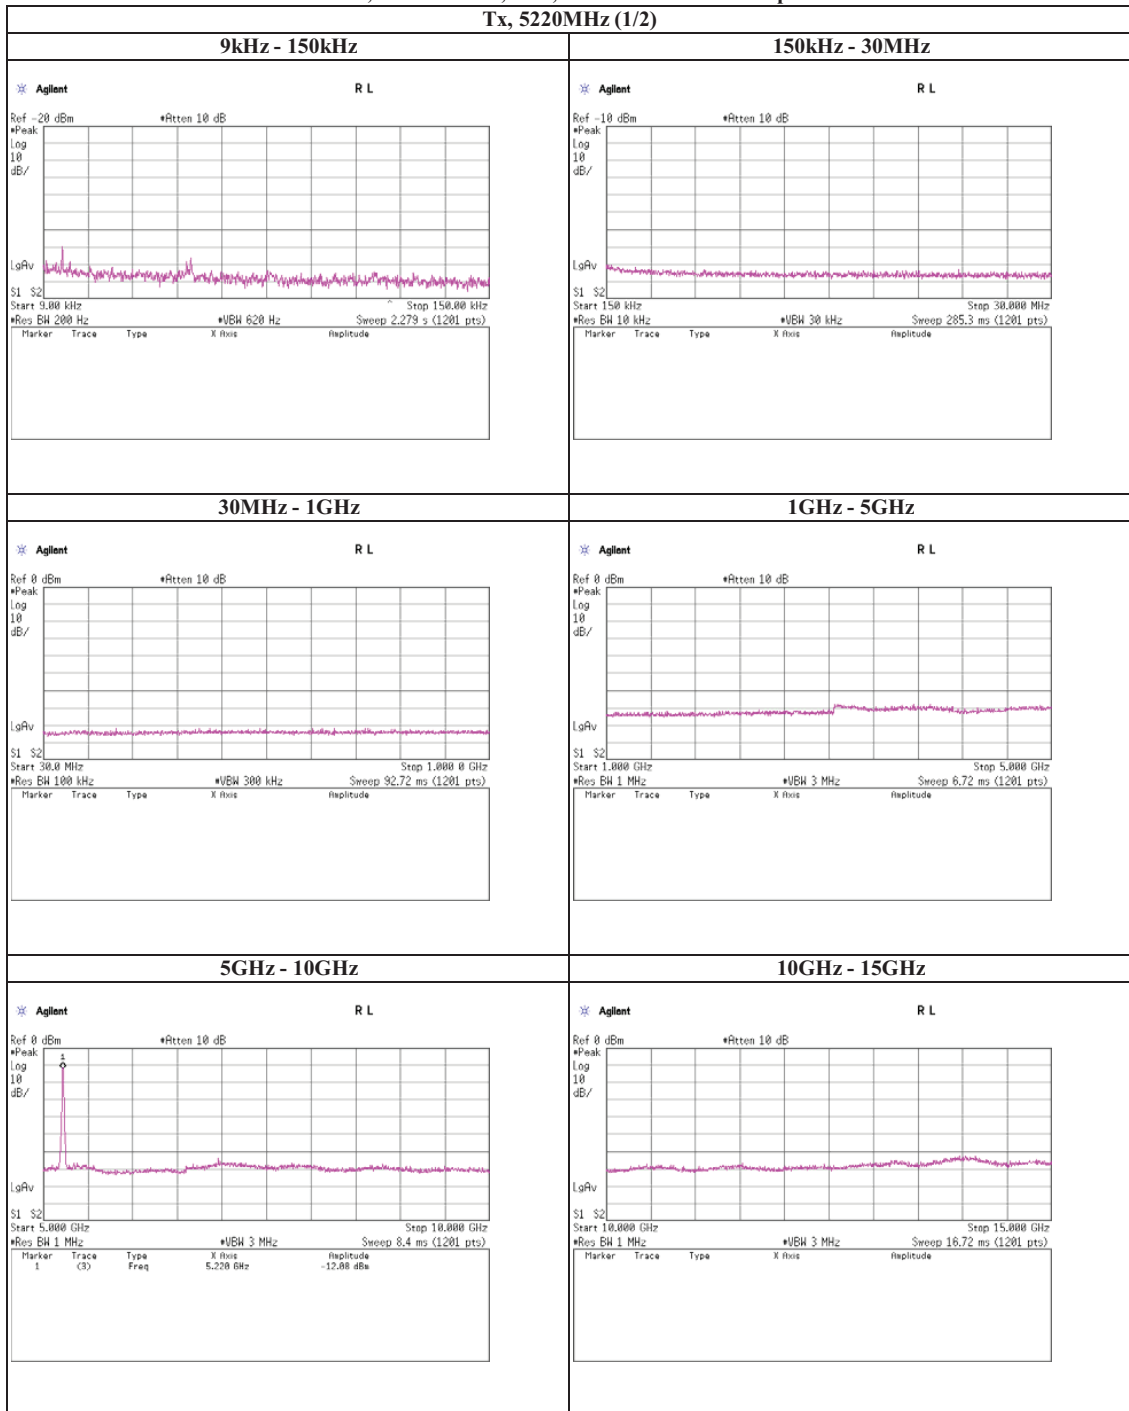 Tx, 5220MHz (1/2)
9kHz - 150kHz
150kHz - 30MHz
Agilent R L
Ref -20 dBm #Atten 10 dB
#Peak
Log
10
dB/
LgAv
S1 S2
Start 9.00 kHz ^ Stop 150.00 kHz
#Res BW 200 Hz #VBW 620 Hz Sweep 2.279 s (1201 pts)
Marker Trace Type X Axis Amplitude
Agilent R L
Ref -10 dBm #Atten 10 dB
#Peak
Log
10
dB/
LgAv
S1 S2
Start 150 kHz Stop 30.000 MHz
#Res BW 10 kHz #VBW 30 kHz Sweep 285.3 ms (1201 pts)
Marker Trace Type X Axis Amplitude
30MHz - 1GHz
1GHz - 5GHz
Agilent R L
Ref 0 dBm #Atten 10 dB
#Peak
Log
10
dB/
LgAv
S1 S2
Start 30.0 MHz Stop 1.000 0 GHz
#Res BW 100 kHz #VBW 300 kHz Sweep 92.72 ms (1201 pts)
Marker Trace Type X Axis Amplitude
Agilent R L
Ref 0 dBm #Atten 10 dB
#Peak
Log
10
dB/
LgAv
S1 S2
Start 1.000 GHz Stop 5.000 GHz
#Res BW 1 MHz #VBW 3 MHz Sweep 6.72 ms (1201 pts)
Marker Trace Type X Axis Amplitude
5GHz - 10GHz
10GHz - 15GHz
Agilent R L
Ref 0 dBm #Atten 10 dB
#Peak
1
Log
10
dB/
LgAv
S1 S2
Start 5.000 GHz Stop 10.000 GHz
#Res BW 1 MHz #VBW 3 MHz Sweep 8.4 ms (1201 pts)
Marker Trace Type X Axis Amplitude
1 (3) Freq 5.220 GHz -12.08 dBm
Agilent R L
Ref 0 dBm #Atten 10 dB
#Peak
Log
10
dB/
LgAv
S1 S2
Start 10.000 GHz Stop 15.000 GHz
#Res BW 1 MHz #VBW 3 MHz Sweep 16.72 ms (1201 pts)
Marker Trace Type X Axis Amplitude